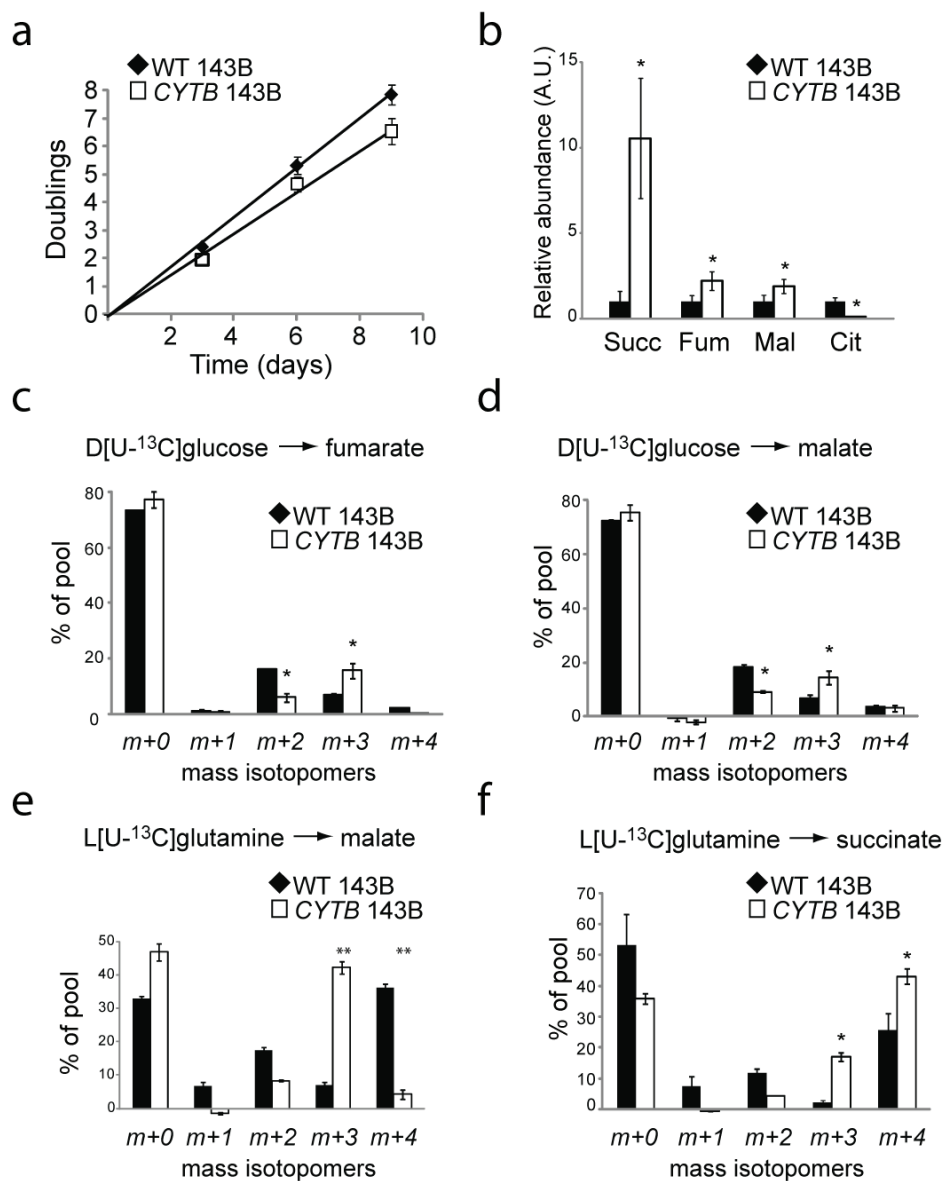 a
WT 143B
CYTB 143B
8
7
6
5
4
3
2
1
0
Doublings
2
4
6
8
10
Time (days)
b
WT 143B
CYTB 143B
15
10
5
0
Relative abundance (A.U.)
*
*
*
*
Succ
Fum
Mal
Cit
c
D[U-13C]glucose → fumarate
WT 143B
CYTB 143B
80
60
40
20
0
% of pool
*
*
m+0
m+1
m+2
m+3
m+4
mass isotopomers
d
D[U-13C]glucose → malate
WT 143B
CYTB 143B
80
60
40
20
0
% of pool
*
*
m+0
m+1
m+2
m+3
m+4
mass isotopomers
e
L[U-13C]glutamine → malate
WT 143B
CYTB 143B
50
40
30
20
10
0
% of pool
**
**
m+0
m+1
m+2
m+3
m+4
mass isotopomers
f
L[U-13C]glutamine → succinate
WT 143B
CYTB 143B
70
60
50
40
30
20
10
0
% of pool
*
*
m+0
m+1
m+2
m+3
m+4
mass isotopomers